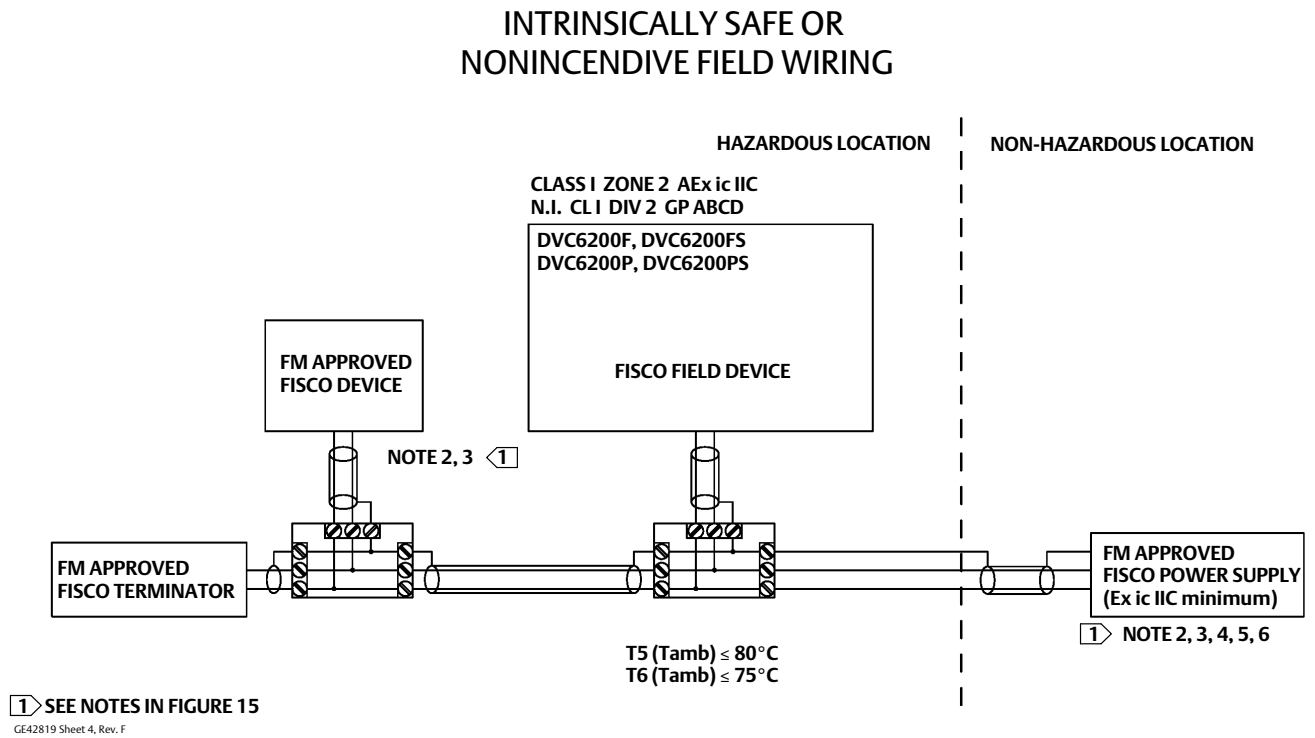 INTRINSICALLY SAFE OR
NONINCENDIVE FIELD WIRING
HAZARDOUS LOCATION
NON-HAZARDOUS LOCATION
CLASS I ZONE 2 AEx ic IIC
N.I. CL I DIV 2 GP ABCD
DVC6200F, DVC6200FS
DVC6200P, DVC6200PS
FISCO FIELD DEVICE
FM APPROVED
FISCO DEVICE
NOTE 2, 3 1
FM APPROVED
FISCO TERMINATOR
FM APPROVED
FISCO POWER SUPPLY
(Ex ic IIC minimum)
1 NOTE 2, 3, 4, 5, 6
T5 (Tamb) ≤ 80°C
T6 (Tamb) ≤ 75°C
1 SEE NOTES IN FIGURE 15
GE42819 Sheet 4, Rev. F